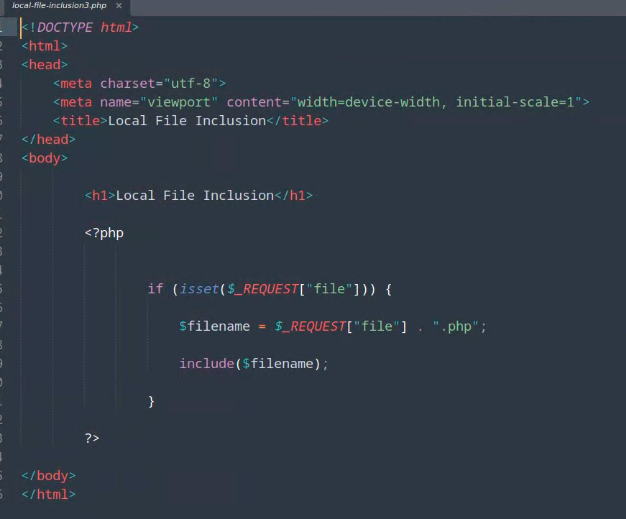 local-file-inclusion3.php ×
<!DOCTYPE html>
<html>
<head>
<meta charset="utf-8">
<meta name="viewport" content="width=device-width, initial-scale=1">
<title>Local File Inclusion</title>
</head>
<body>
<h1>Local File Inclusion</h1>
<?php
if (isset($_REQUEST["file"])) {
$filename = $_REQUEST["file"] . ".php";
include($filename);
}
?>
</body>
</html>